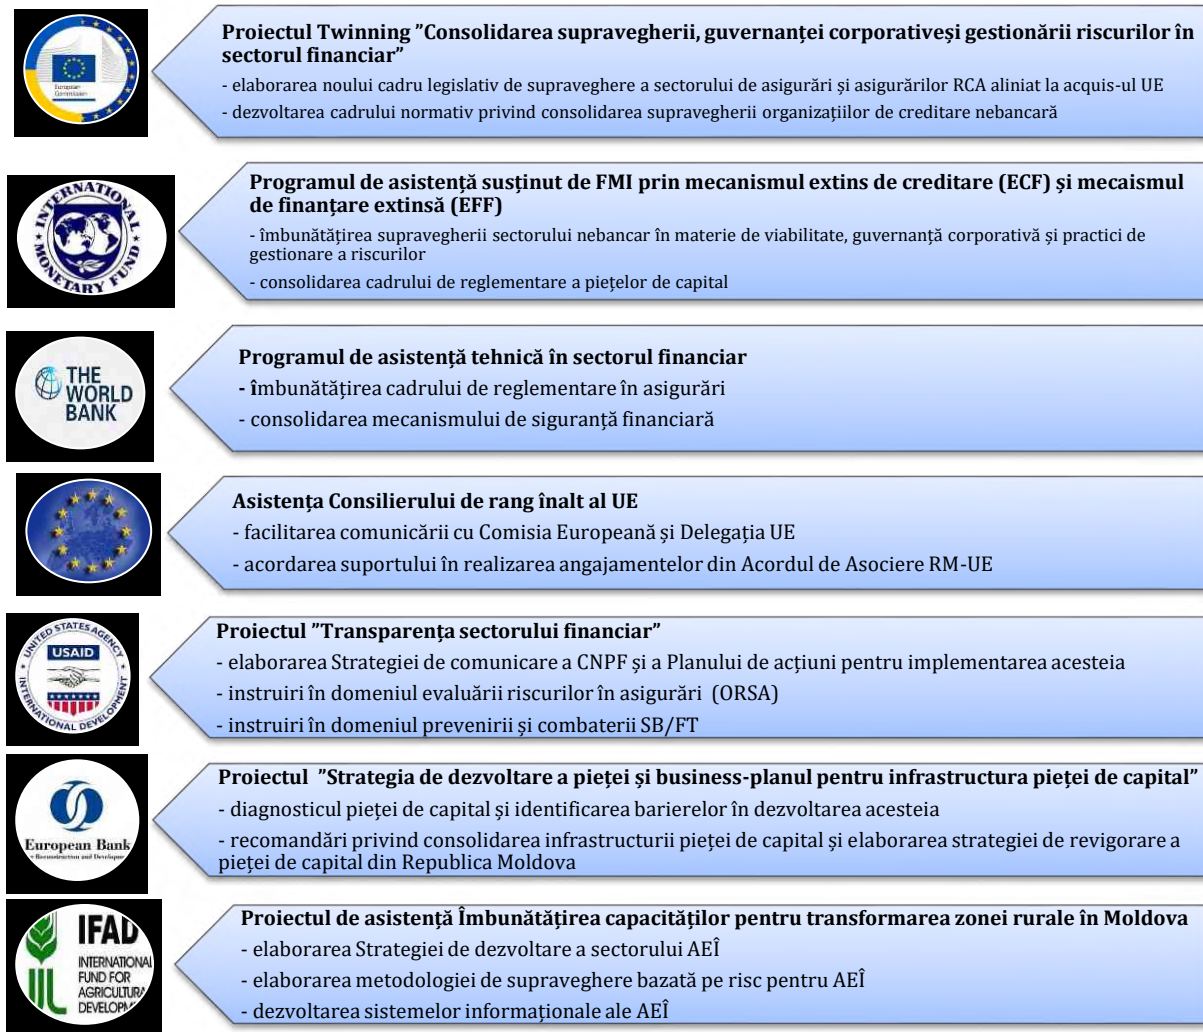 European
Commission
Proiectul Twinning ”Consolidarea supravegherii, guvernanței corporativeși gestionării riscurilor în
sectorul financiar”
- elaborarea noului cadru legislativ de supraveghere a sectorului de asigurări și asigurărilor RCA aliniat la acquis-ul UE
- dezvoltarea cadrului normativ privind consolidarea supravegherii organizațiilor de creditare nebancară
INTERNATIONAL
MONETARY FUND
Programul de asistență susținut de FMI prin mecanismul extins de creditare (ECF) și mecaismul
de finanțare extinsă (EFF)
- îmbunătățirea supravegherii sectorului nebancar în materie de viabilitate, guvernanță corporativă și practici de
gestionare a riscurilor
- consolidarea cadrului de reglementare a piețelor de capital
THE
WORLD
BANK
Programul de asistență tehnică în sectorul financiar
- îmbunătățirea cadrului de reglementare în asigurări
- consolidarea mecanismului de siguranță financiară
Asistența Consilierului de rang înalt al UE
- facilitarea comunicării cu Comisia Europeană și Delegația UE
- acordarea suportului în realizarea angajamentelor din Acordul de Asociere RM-UE
UNITED STATES AGENCY
USAID
INTERNATIONAL DEVELOPMENT
Proiectul ”Transparența sectorului financiar”
- elaborarea Strategiei de comunicare a CNPF și a Planului de acțiuni pentru implementarea acesteia
- instruiri în domeniul evaluării riscurilor în asigurări (ORSA)
- instruiri în domeniul prevenirii și combaterii SB/FT
European Bank
Reconstruction and Develop
Proiectul ”Strategia de dezvoltare a pieței și business-planul pentru infrastructura pieței de capital”
- diagnosticul pieței de capital și identificarea barierelor în dezvoltarea acesteia
- recomandări privind consolidarea infrastructurii pieței de capital și elaborarea strategiei de revigorare a
pieței de capital din Republica Moldova
IFAD
INTERNATIONAL
FUND FOR
AGRICULTURA
DEVELOPM
Proiectul de asistență Îmbunătățirea capacităților pentru transformarea zonei rurale în Moldova
- elaborarea Strategiei de dezvoltare a sectorului AEÎ
- elaborarea metodologiei de supraveghere bazată pe risc pentru AEÎ
- dezvoltarea sistemelor informaționale ale AEÎ